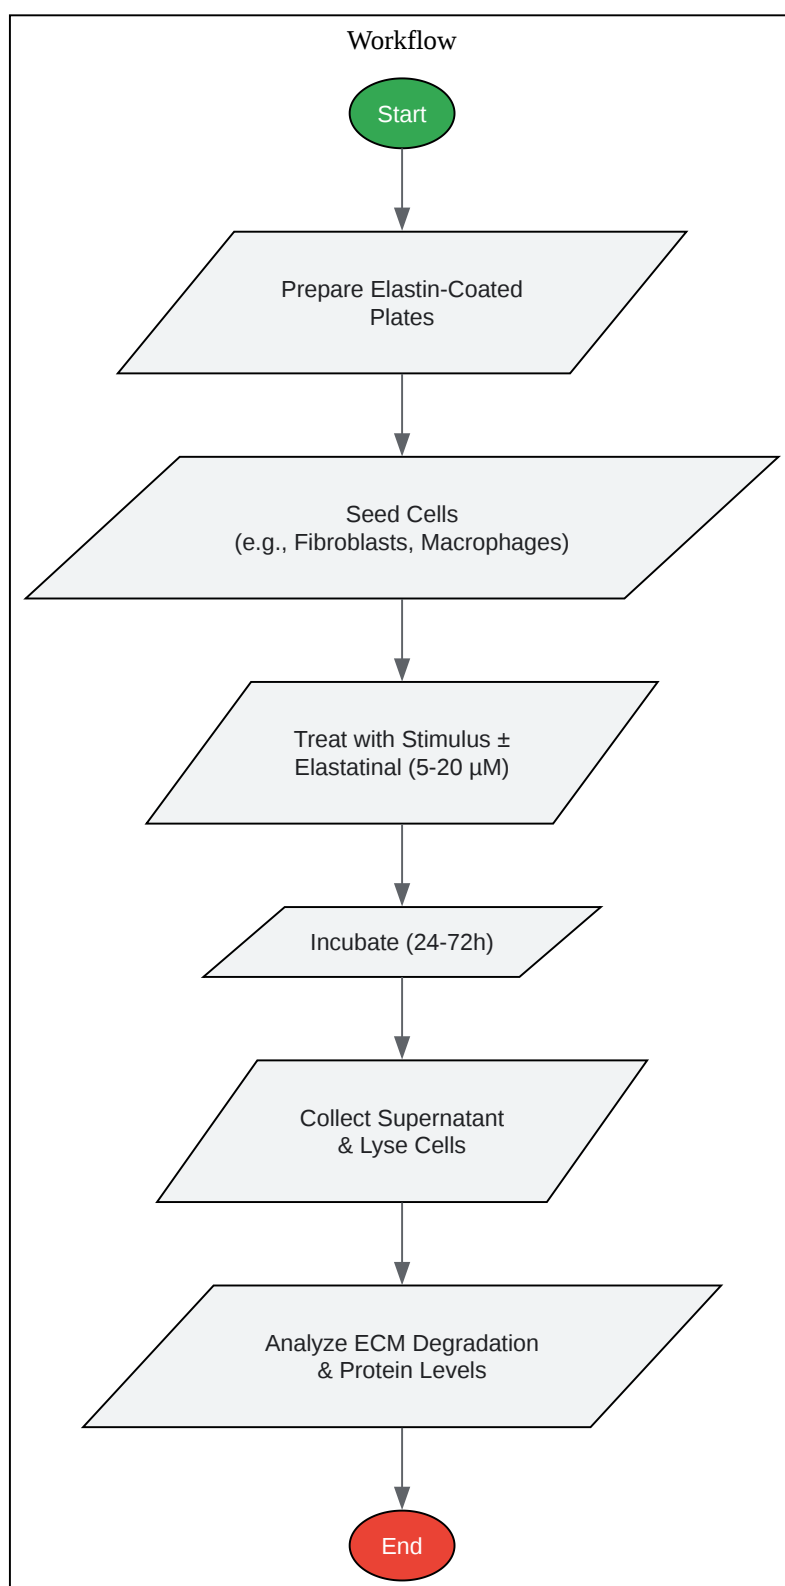 Workflow
Start
Prepare Elastin-Coated
Plates
Seed Cells
(e.g., Fibroblasts, Macrophages)
Treat with Stimulus ±
Elastatinal (5-20 µM)
Incubate (24-72h)
Collect Supernatant
& Lyse Cells
Analyze ECM Degradation
& Protein Levels
End